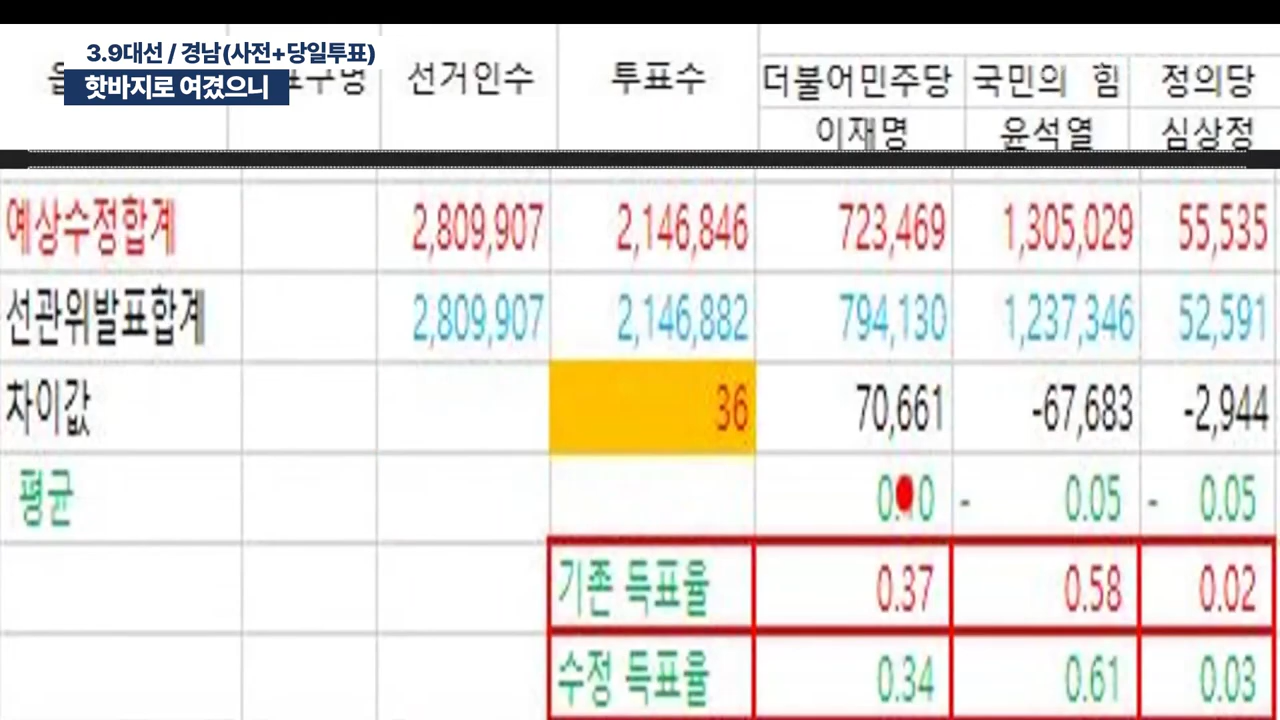 3.9대선 / 경남(사전+당일투표)
핫바지로 여겼으니
선거인수 투표수 더불어민주당 국민의 힘 정의당
이재명 윤석열 심상정
예상수정합계 2,809,907 2,146,846 723,469 1,305,029 55,535
선관위발표합계 2,809,907 2,146,882 794,130 1,237,346 52,591
차이값 36 70,661 -67,683 -2,944
평균 - 0.05 - 0.05
기존 득표율 0.37 0.58 0.02
수정 득표율 0.34 0.61 0.03